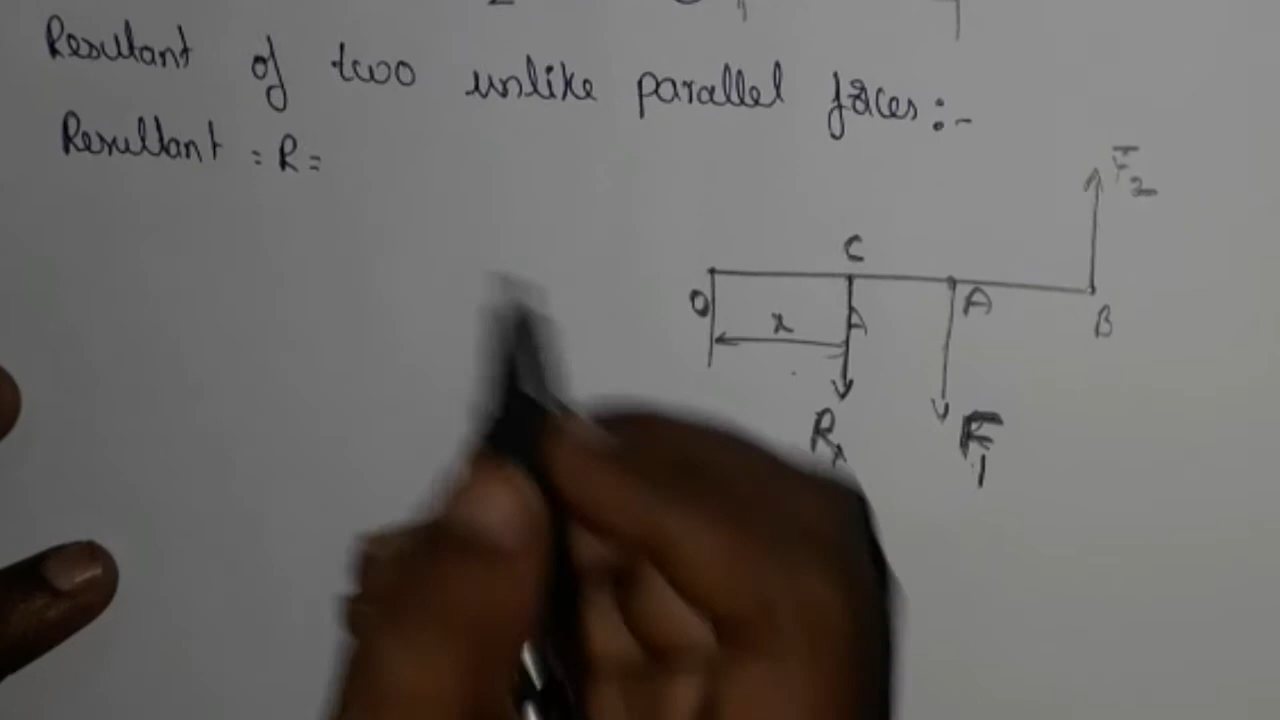 Resultant of two unlike parallel forces:-
Resultant = R =
F2
C
O
A
B
x
R
F1